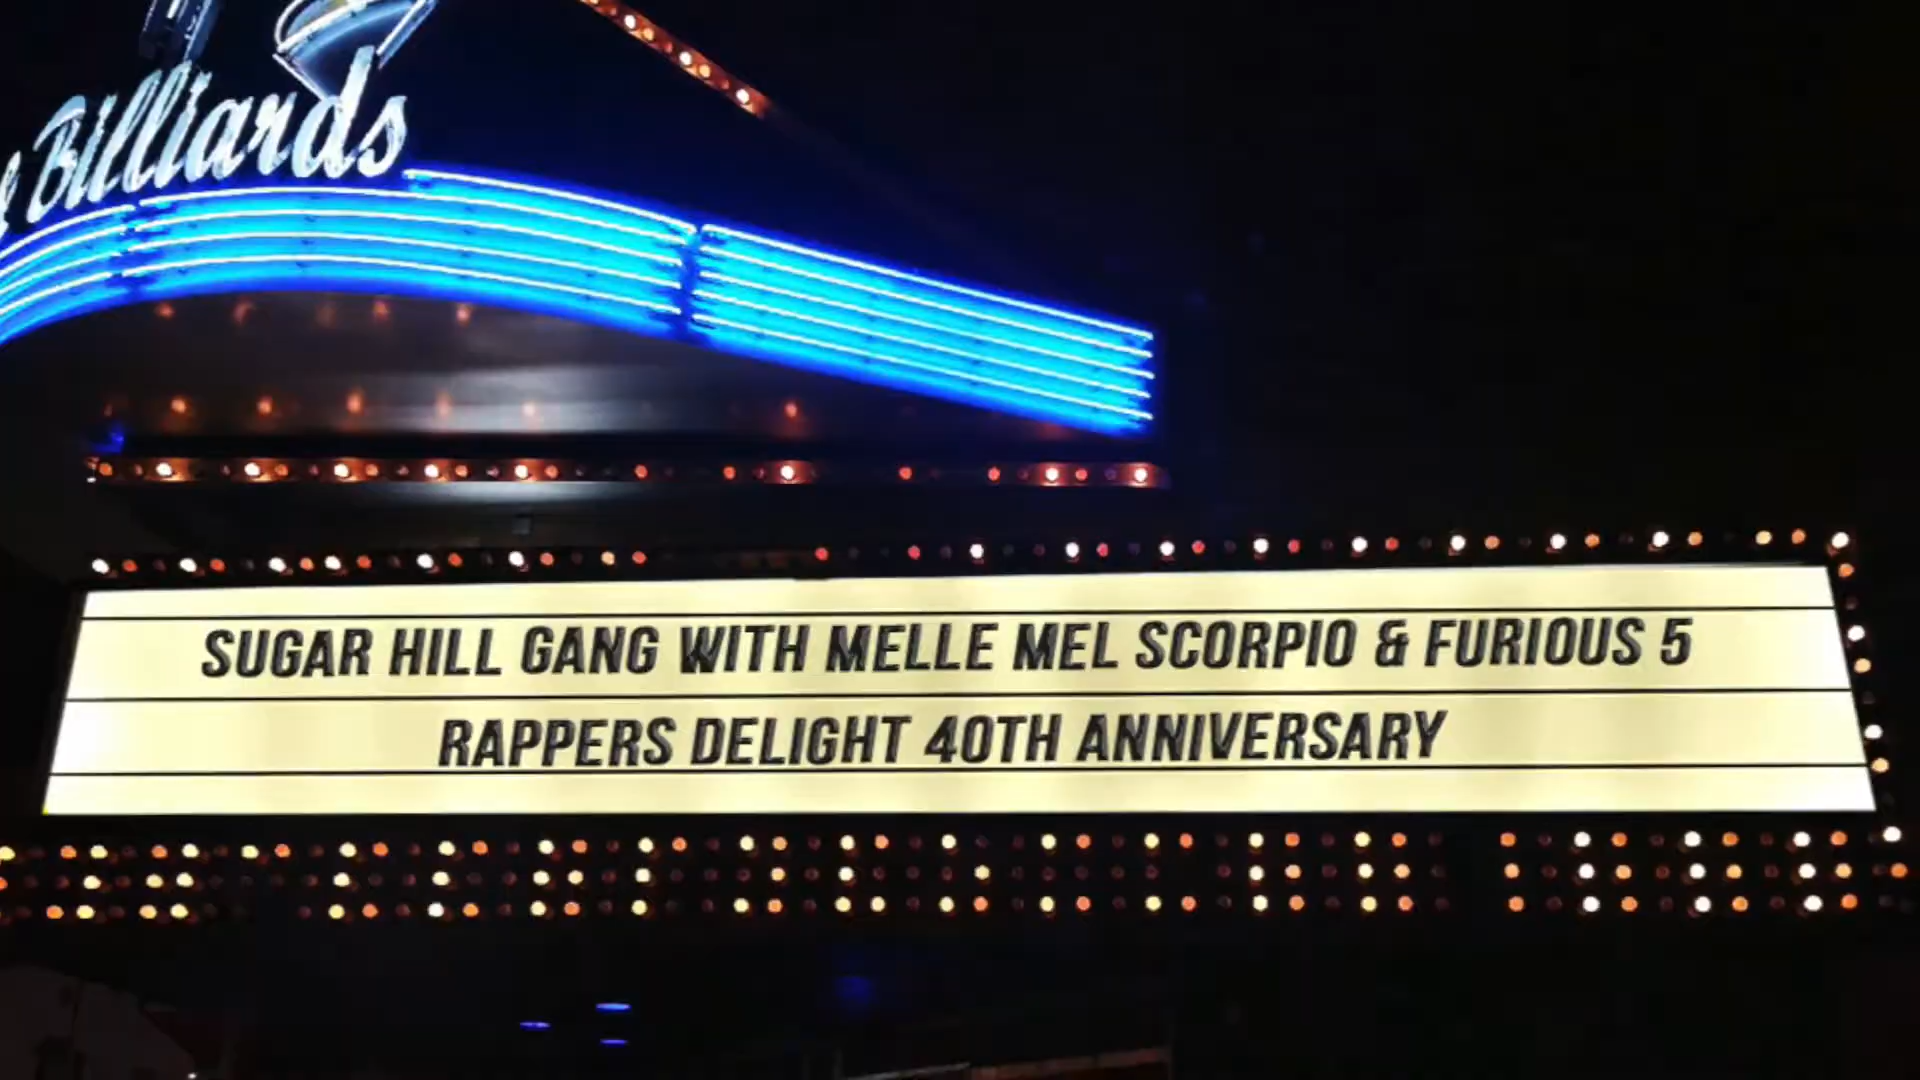 Billiards
SUGAR HILL GANG WITH MELLE MEL SCORPIO & FURIOUS 5
RAPPERS DELIGHT 40TH ANNIVERSARY